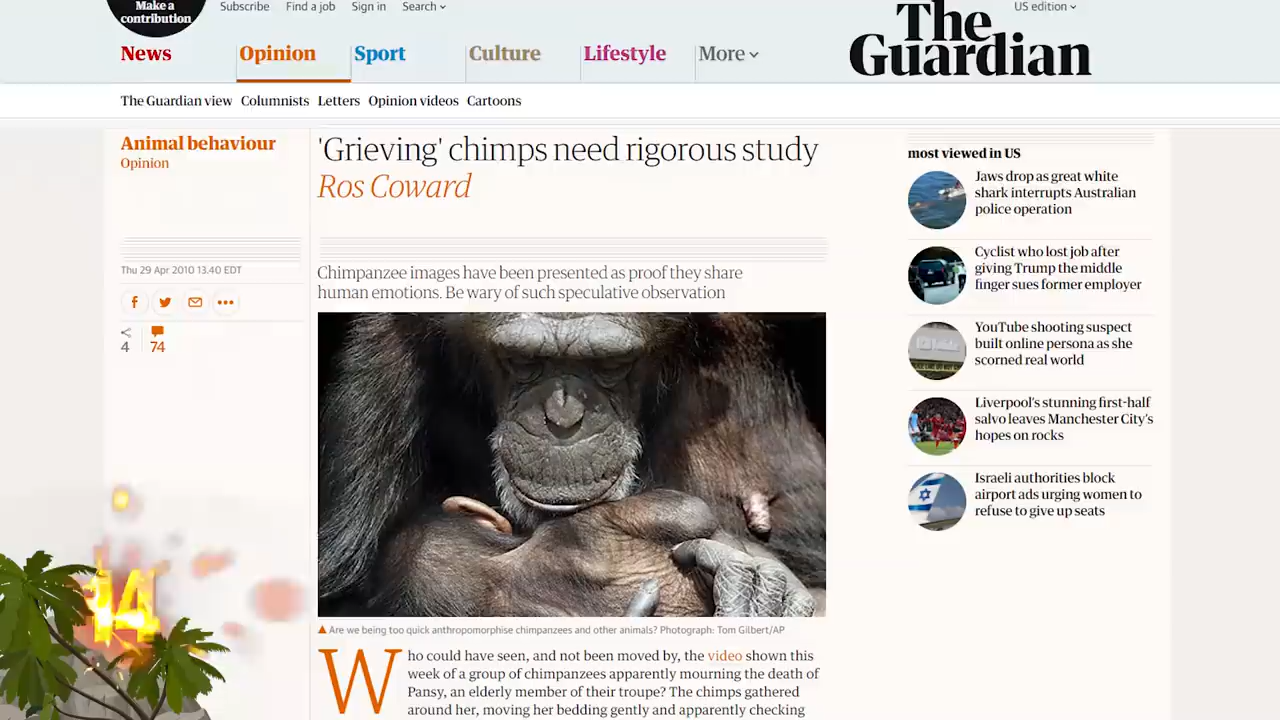 Make a
contribution
Subscribe
Find a job
Sign in
Search
US edition
The
Guardian
News
Opinion
Sport
Culture
Lifestyle
More
The Guardian view
Columnists
Letters
Opinion videos
Cartoons
Animal behaviour
Opinion
'Grieving' chimps need rigorous study
Ros Coward
Thu 29 Apr 2010 13.40 EDT
4
74
Chimpanzee images have been presented as proof they share
human emotions. Be wary of such speculative observation
Are we being too quick anthropomorphise chimpanzees and other animals? Photograph: Tom Gilbert/AP
Who could have seen, and not been moved by, the video shown this
week of a group of chimpanzees apparently mourning the death of
Pansy, an elderly member of their troupe? The chimps gathered
around her, moving her bedding gently and apparently checking
most viewed in US
Jaws drop as great white
shark interrupts Australian
police operation
Cyclist who lost job after
giving Trump the middle
finger sues former employer
YouTube shooting suspect
built online persona as she
scorned real world
Liverpool's stunning first-half
salvo leaves Manchester City's
hopes on rocks
Israeli authorities block
airport ads urging women to
refuse to give up seats
14